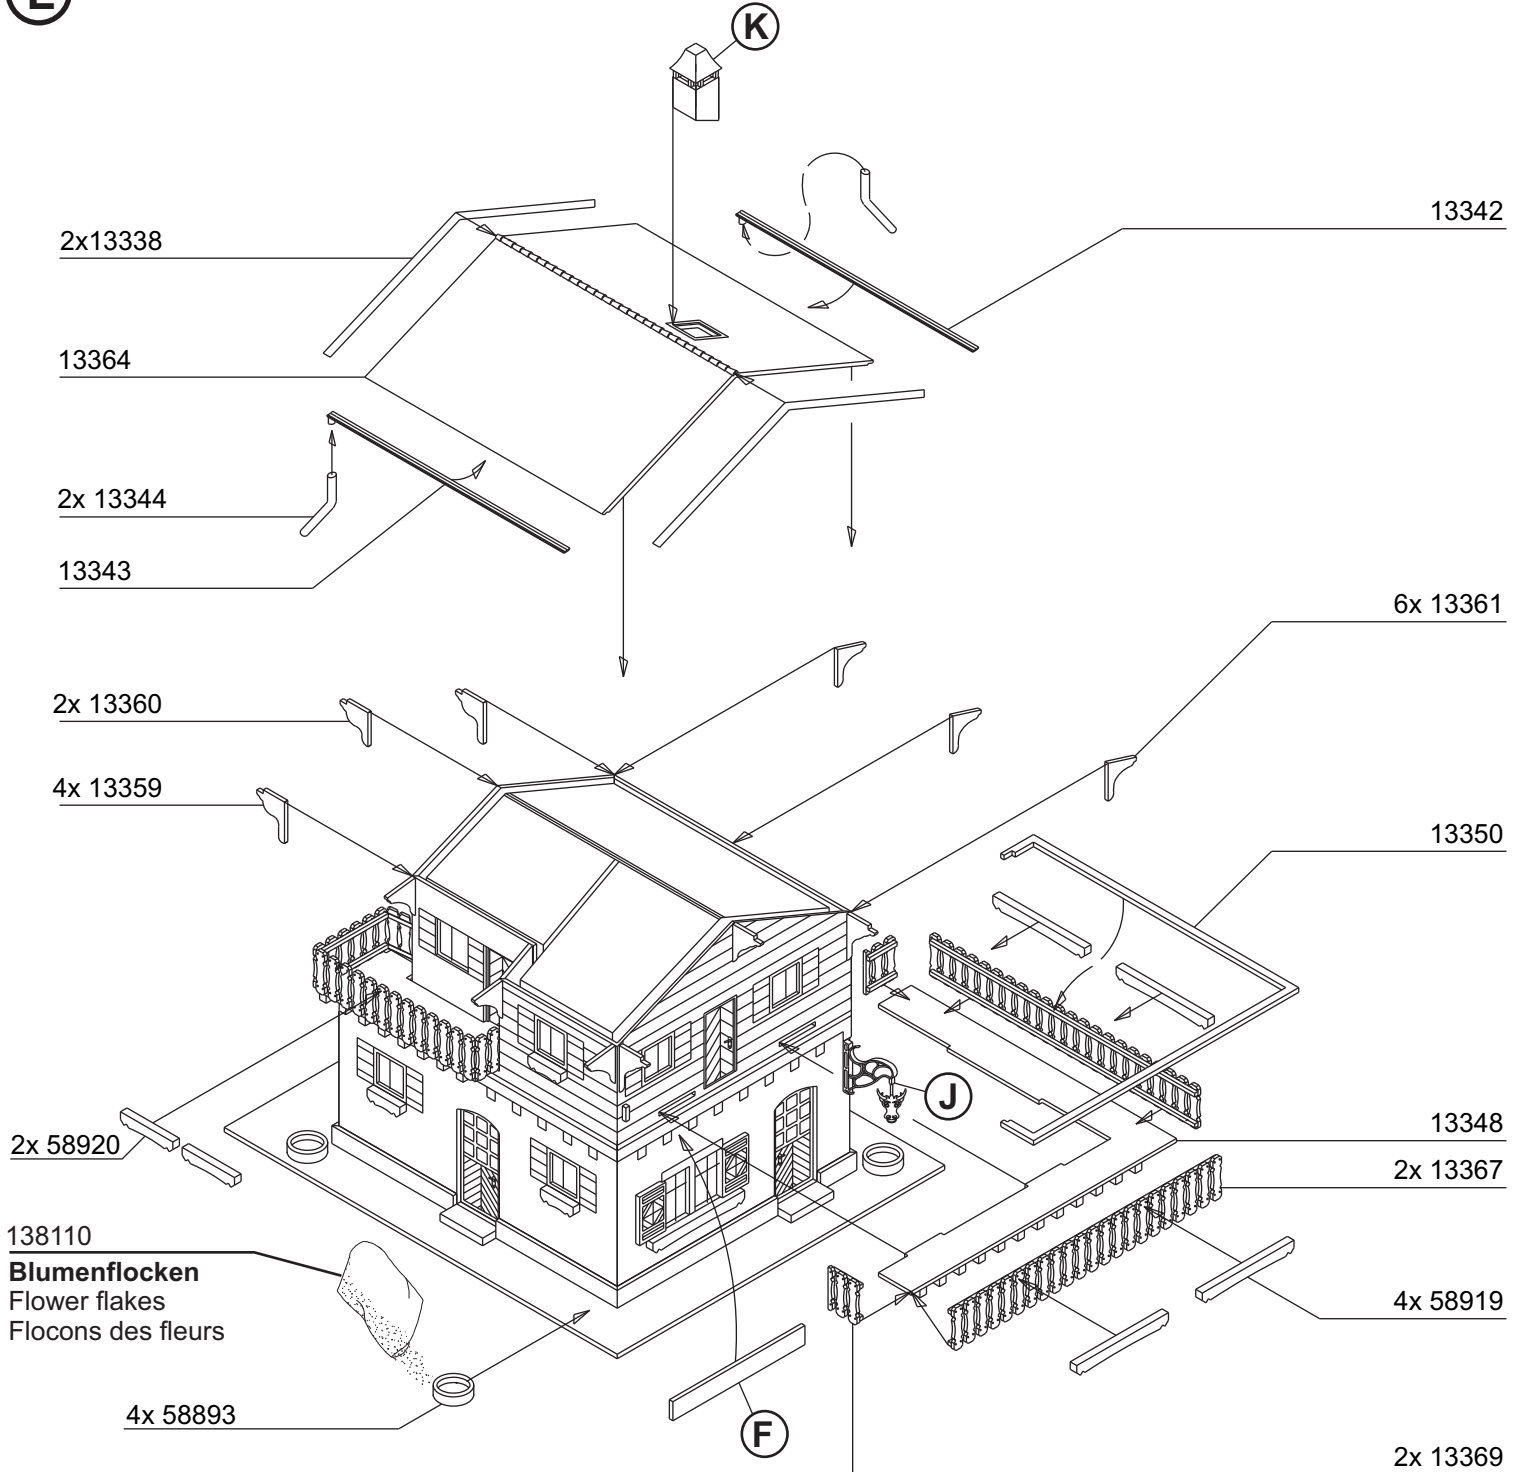 L
K
13342
2x13338
13364
2x 13344
13343
6x 13361
2x 13360
4x 13359
13350
J
13348
2x 58920
2x 13367
138110
Blumenflocken
Flower flakes
Flocons des fleurs
4x 58919
4x 58893
F
2x 13369